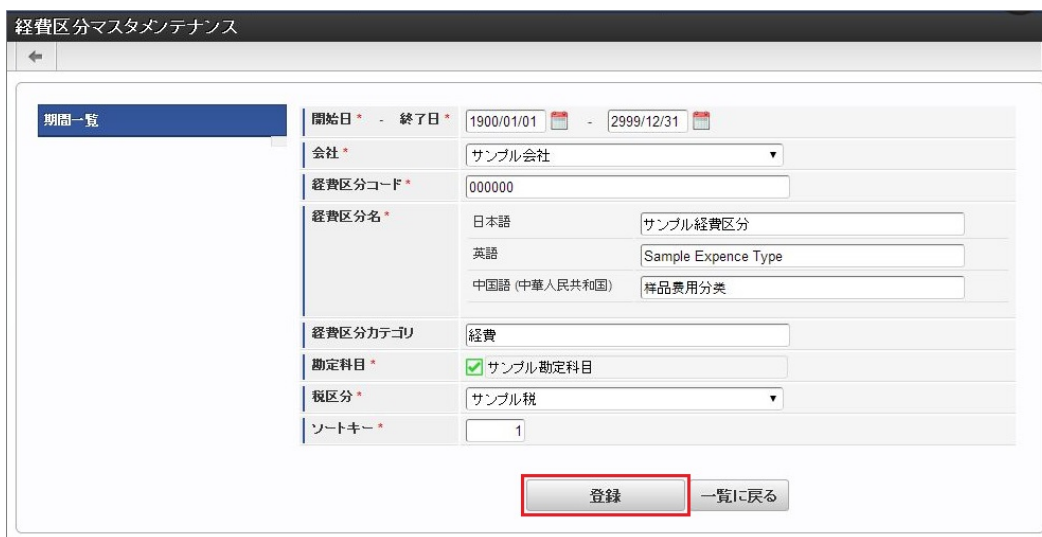 経費区分マスタメンテナンス
期間一覧
開始日* - 終了日* 1900/01/01 - 2999/12/31
会社* サンプル会社
経費区分コード* 000000
経費区分名* 日本語 サンプル経費区分
英語 Sample Expence Type
中国語 (中華人民共和国) 样品费用分类
経費区分カテゴリ 経費
勘定科目* サンプル勘定科目
税区分* サンプル税
ソートキー* 1
登録 一覧に戻る